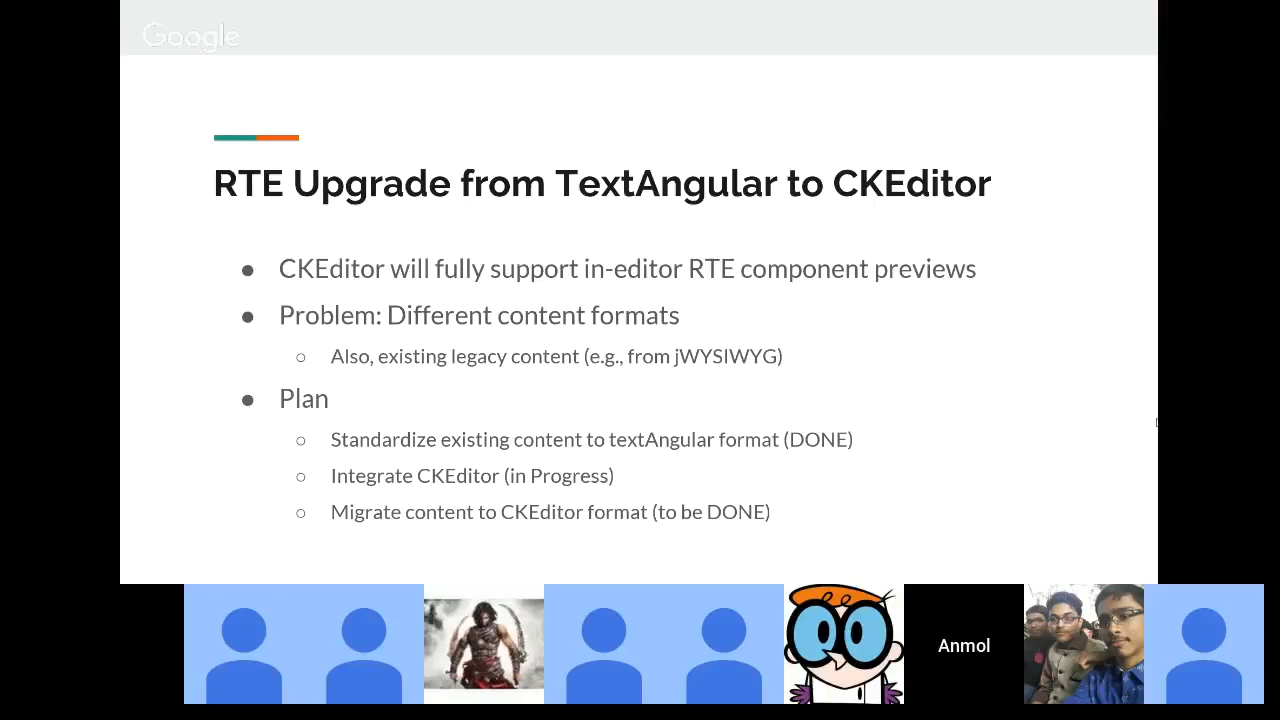 Google
RTE Upgrade from TextAngular to CKEditor
● CKEditor will fully support in-editor RTE component previews
● Problem: Different content formats
○ Also, existing legacy content (e.g., from jWYSIWYG)
● Plan
○ Standardize existing content to textAngular format (DONE)
○ Integrate CKEditor (in Progress)
○ Migrate content to CKEditor format (to be DONE)
Anmol